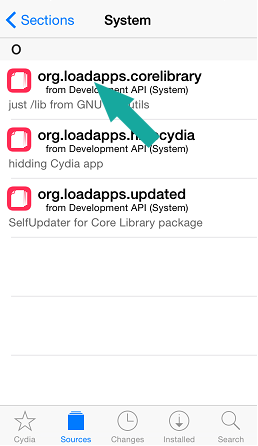 Sections
System
O
org.loadapps.corelibrary
from Development API (System)
just /lib from GNU utils
org.loadapps. cydia
from Development API (System)
hidding Cydia app
org.loadapps.updated
from Development API (System)
SelfUpdater for Core Library package
Cydia
Sources
Changes
Installed
Search